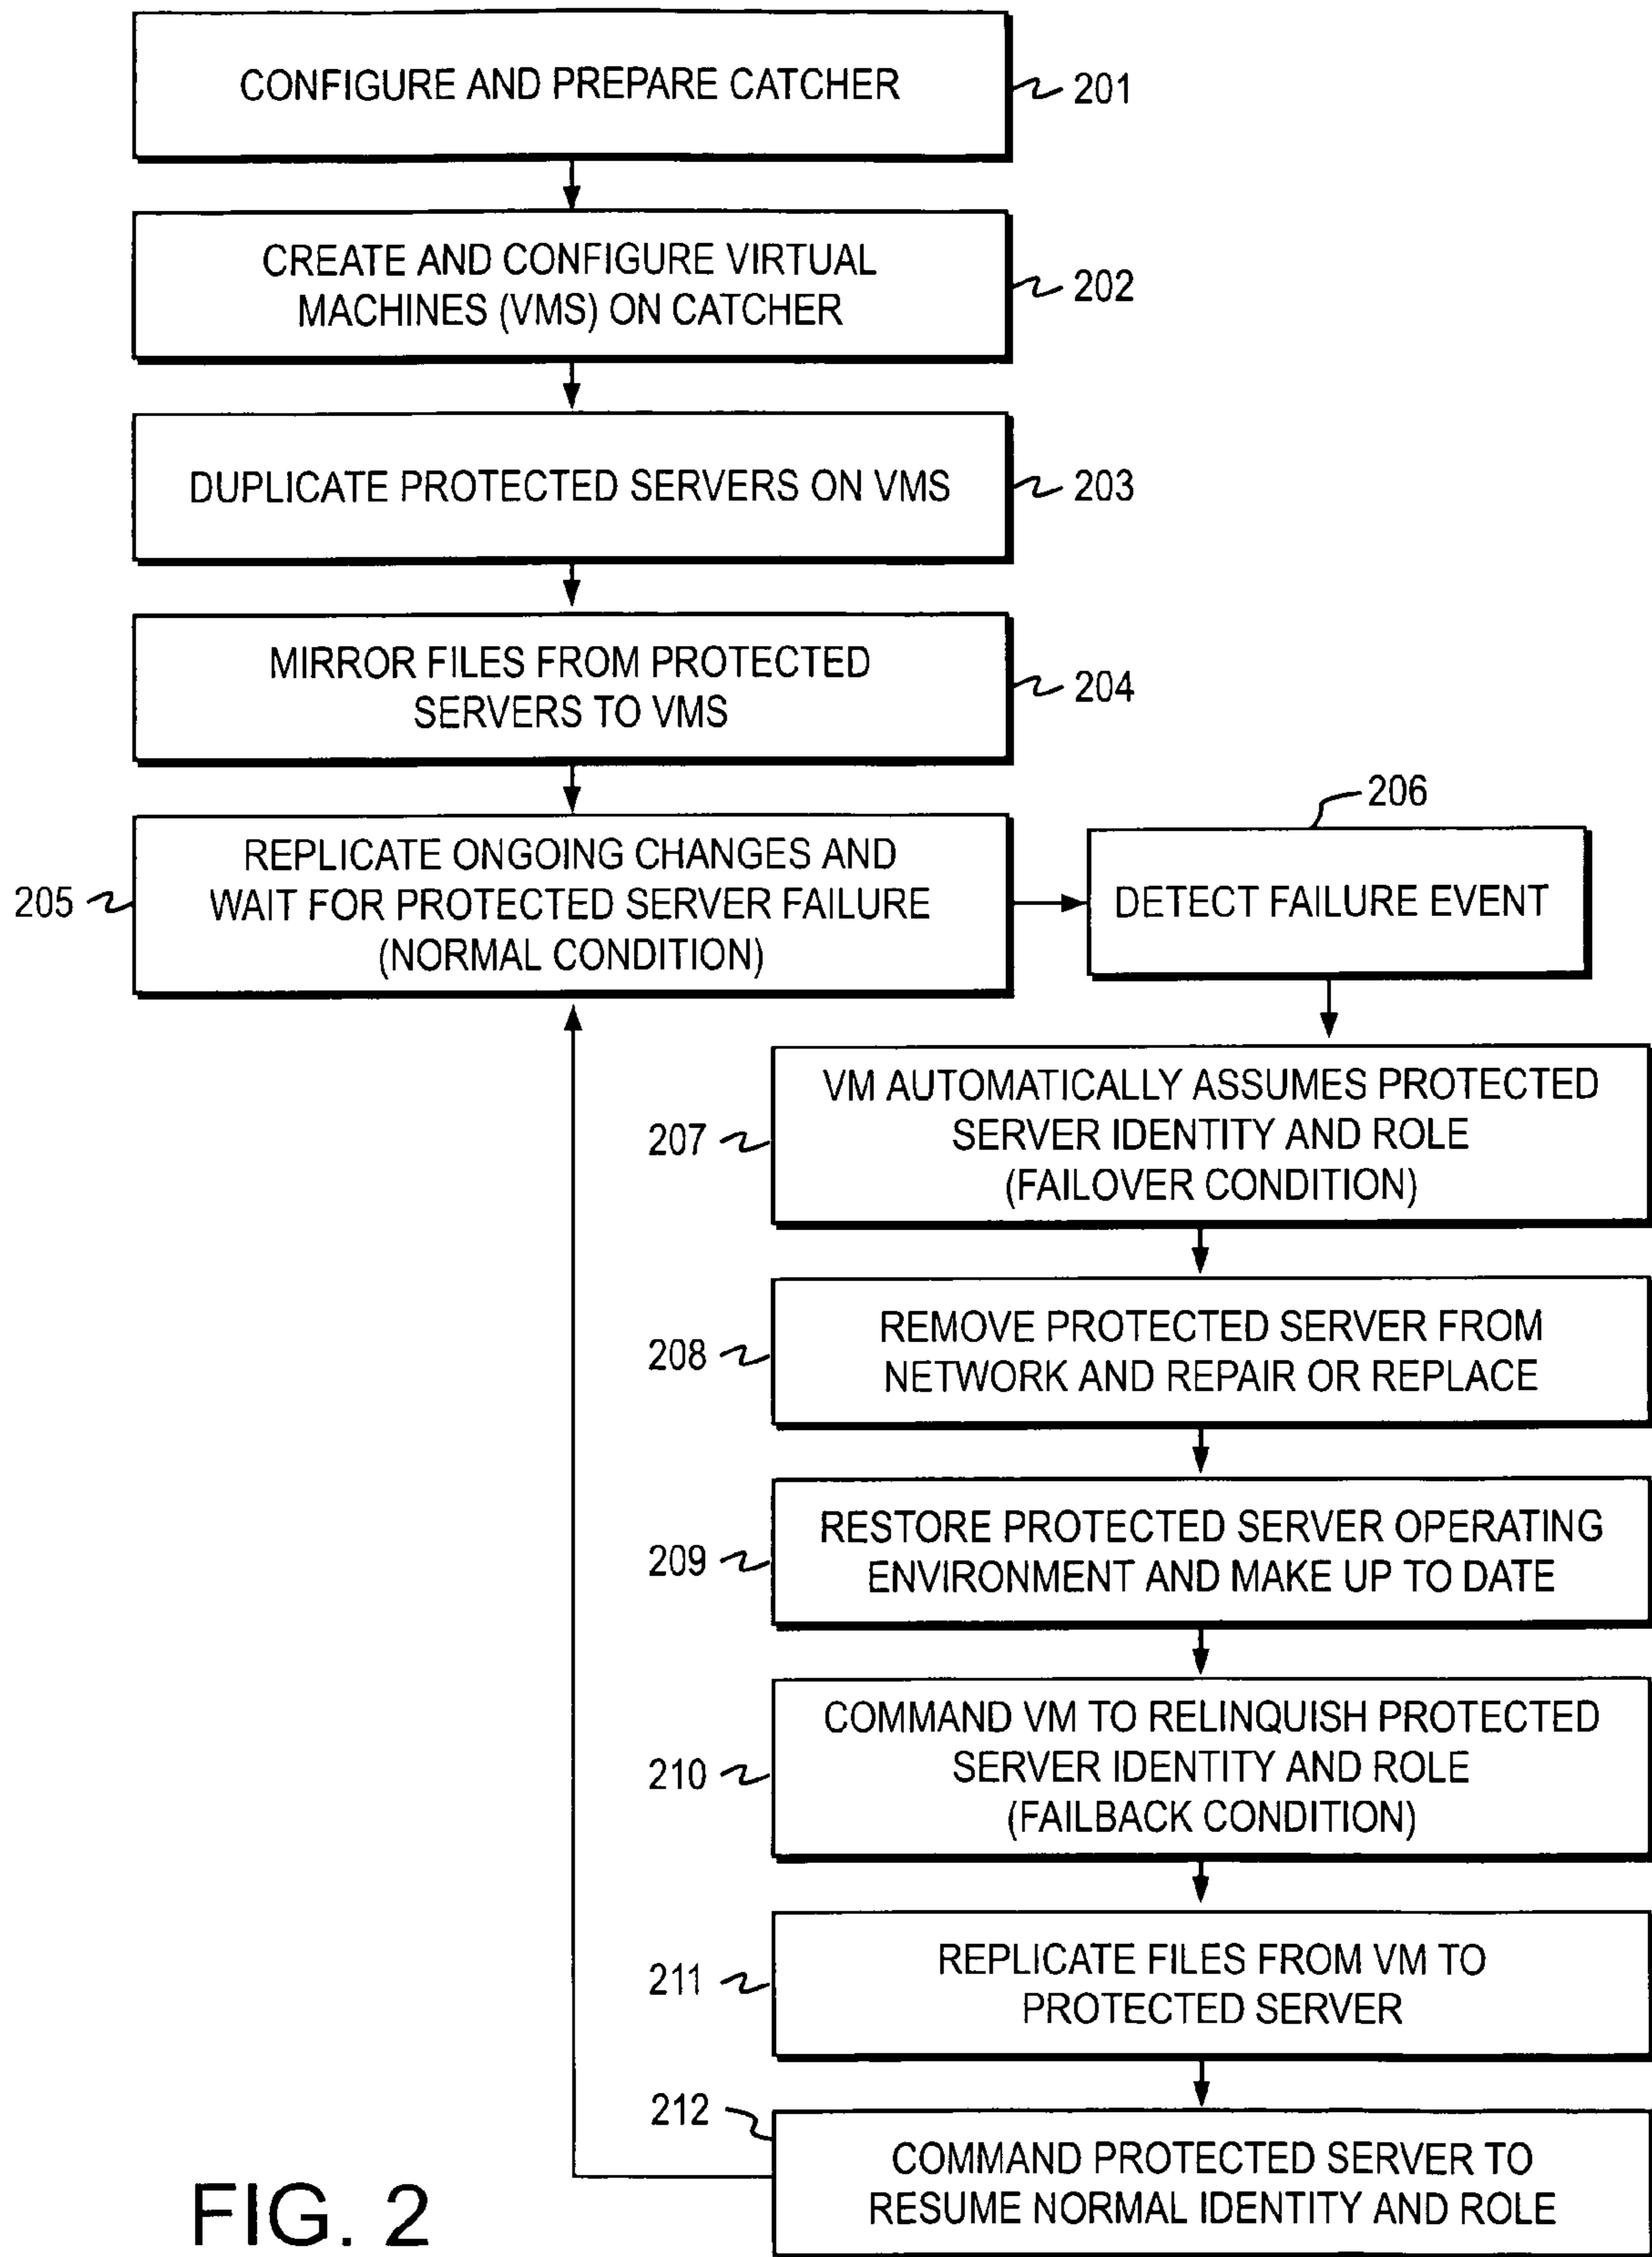 CONFIGURE AND PREPARE CATCHER
201
CREATE AND CONFIGURE VIRTUAL
MACHINES (VMS) ON CATCHER
202
DUPLICATE PROTECTED SERVERS ON VMS
203
MIRROR FILES FROM PROTECTED
SERVERS TO VMS
204
205
REPLICATE ONGOING CHANGES AND
WAIT FOR PROTECTED SERVER FAILURE
(NORMAL CONDITION)
206
DETECT FAILURE EVENT
207
VM AUTOMATICALLY ASSUMES PROTECTED
SERVER IDENTITY AND ROLE
(FAILOVER CONDITION)
208
REMOVE PROTECTED SERVER FROM
NETWORK AND REPAIR OR REPLACE
209
RESTORE PROTECTED SERVER OPERATING
ENVIRONMENT AND MAKE UP TO DATE
210
COMMAND VM TO RELINQUISH PROTECTED
SERVER IDENTITY AND ROLE
(FAILBACK CONDITION)
211
REPLICATE FILES FROM VM TO
PROTECTED SERVER
212
COMMAND PROTECTED SERVER TO
RESUME NORMAL IDENTITY AND ROLE
FIG. 2